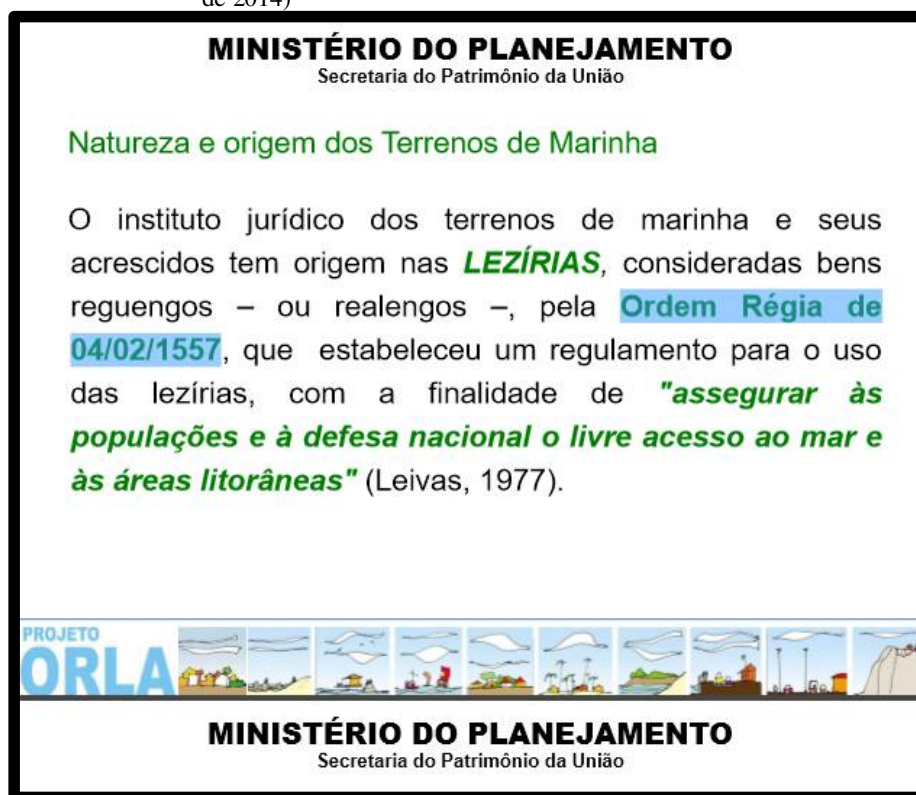 de 2014)
MINISTÉRIO DO PLANEJAMENTO
Secretaria do Patrimônio da União
Natureza e origem dos Terrenos de Marinha
O instituto jurídico dos terrenos de marinha e seus
acrescidos tem origem nas LEZÍRIAS, consideradas bens
reguengos – ou realengos –, pela Ordem Régia de
04/02/1557, que estabeleceu um regulamento para o uso
das lezírias, com a finalidade de "assegurar às
populações e à defesa nacional o livre acesso ao mar e
às áreas litorâneas" (Leivas, 1977).
PROJETO
ORLA
MINISTÉRIO DO PLANEJAMENTO
Secretaria do Patrimônio da União